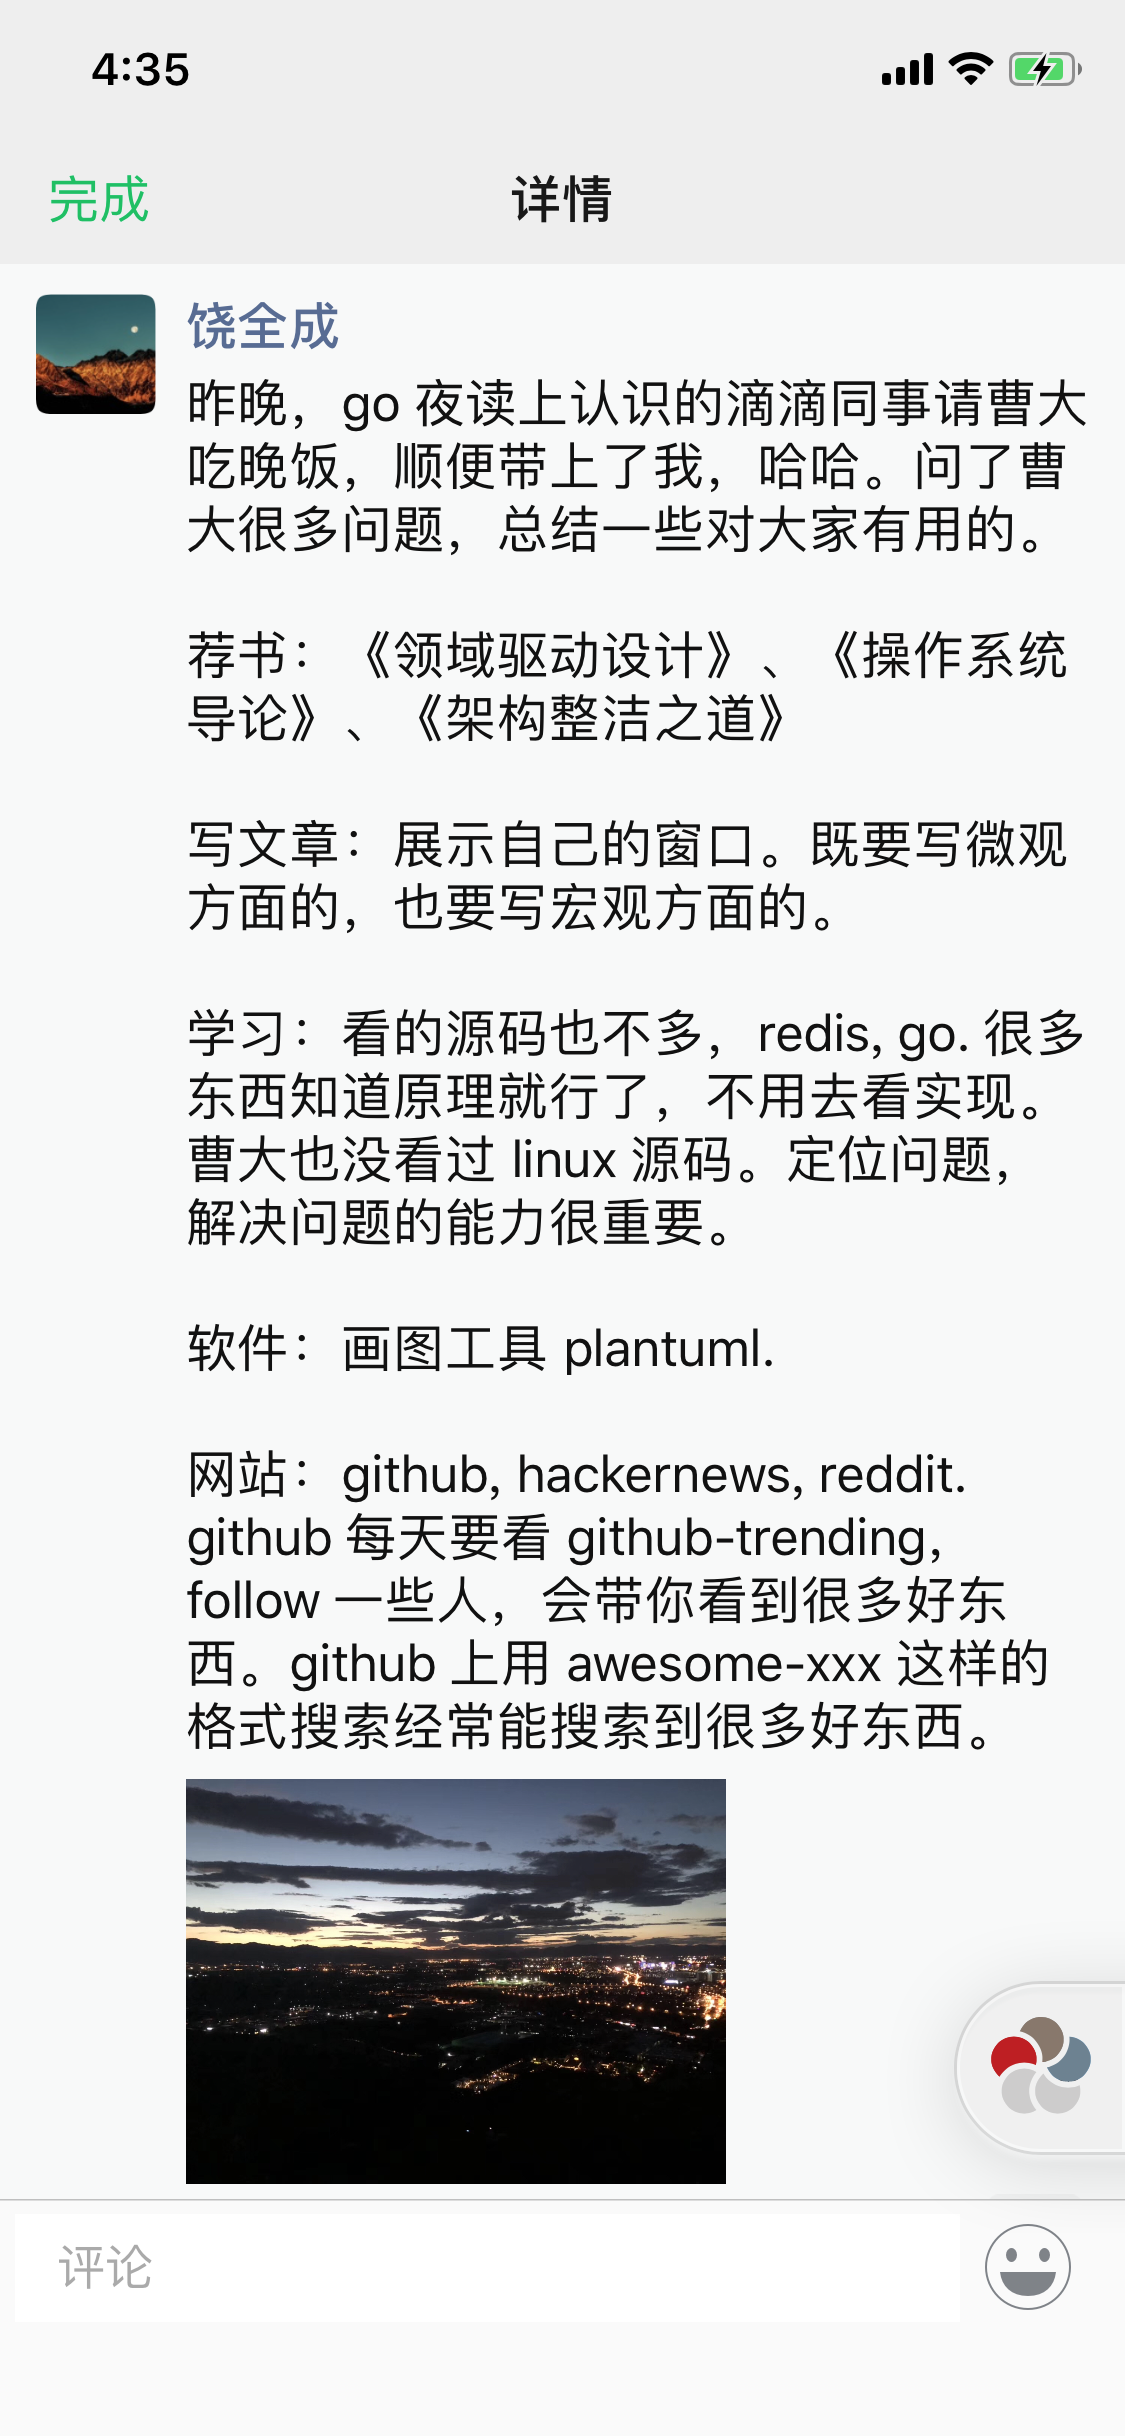 4:35
完成
详情
饶全成
昨晚，go 夜读上认识的滴滴同事请曹大
吃晚饭，顺便带上了我，哈哈。问了曹
大很多问题，总结一些对大家有用的。
荐书：《领域驱动设计》、《操作系统
导论》、《架构整洁之道》
写文章：展示自己的窗口。既要写微观
方面的，也要写宏观方面的。
学习：看的源码也不多，redis, go. 很多
东西知道原理就行了，不用去看实现。
曹大也没看过 linux 源码。定位问题，
解决问题的能力很重要。
软件：画图工具 plantuml.
网站：github, hackernews, reddit.
github 每天要看 github-trending,
follow 一些人，会带你看到很多好东
西。github 上用 awesome-xxx 这样的
格式搜索经常能搜索到很多好东西。
评论